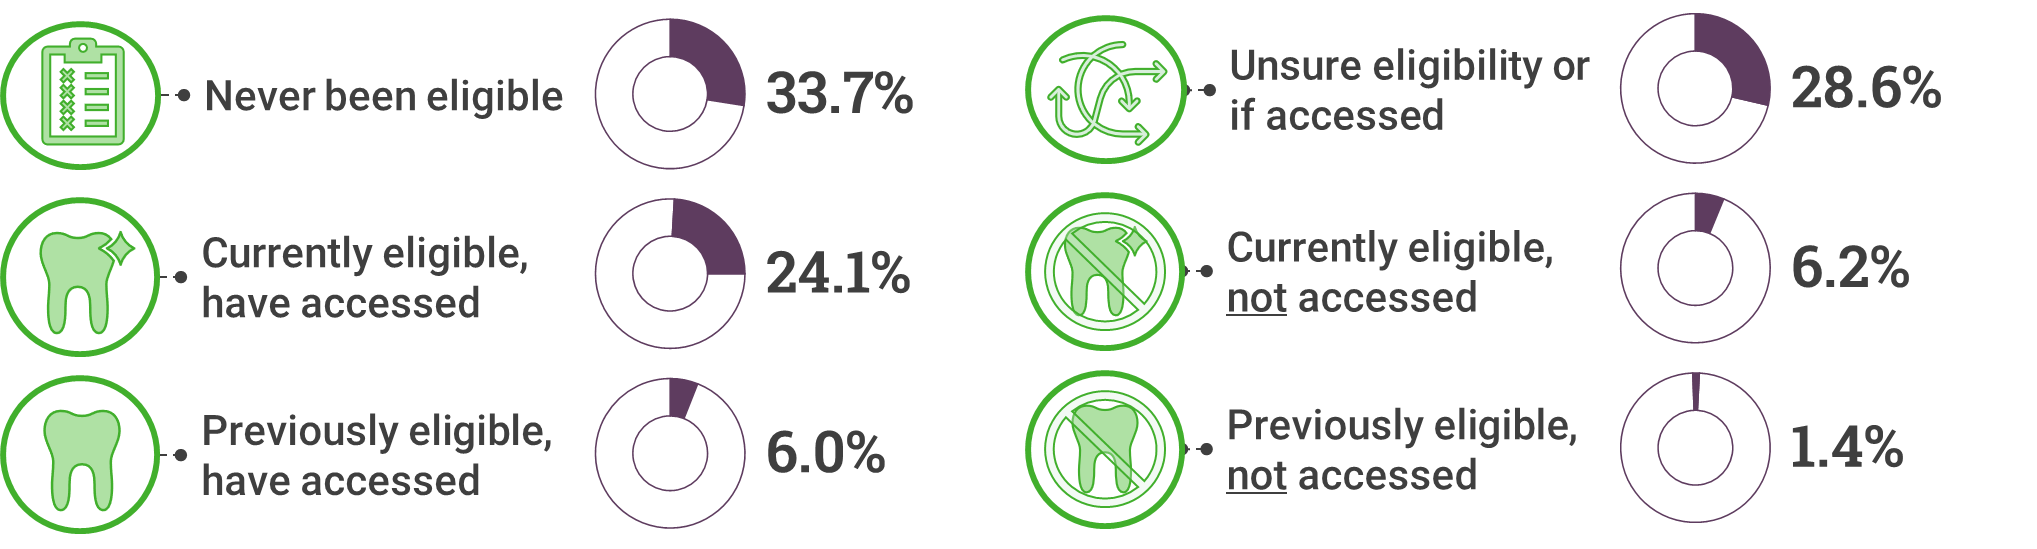 Never been eligible
33.7%
Unsure eligibility or
if accessed
28.6%
Currently eligible,
have accessed
24.1%
Currently eligible,
not accessed
6.2%
Previously eligible,
have accessed
6.0%
Previously eligible,
not accessed
1.4%